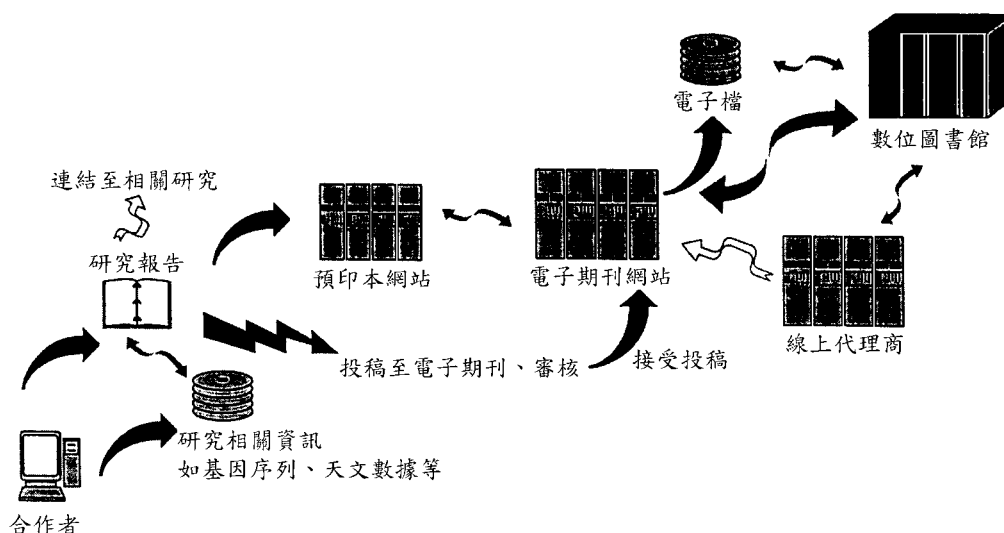 電子檔
數位圖書館
連結至相關研究
研究報告
預印本網站
電子期刊網站
線上代理商
投稿至電子期刊、審核
接受投稿
研究相關資訊
如基因序列、天文數據等
合作者